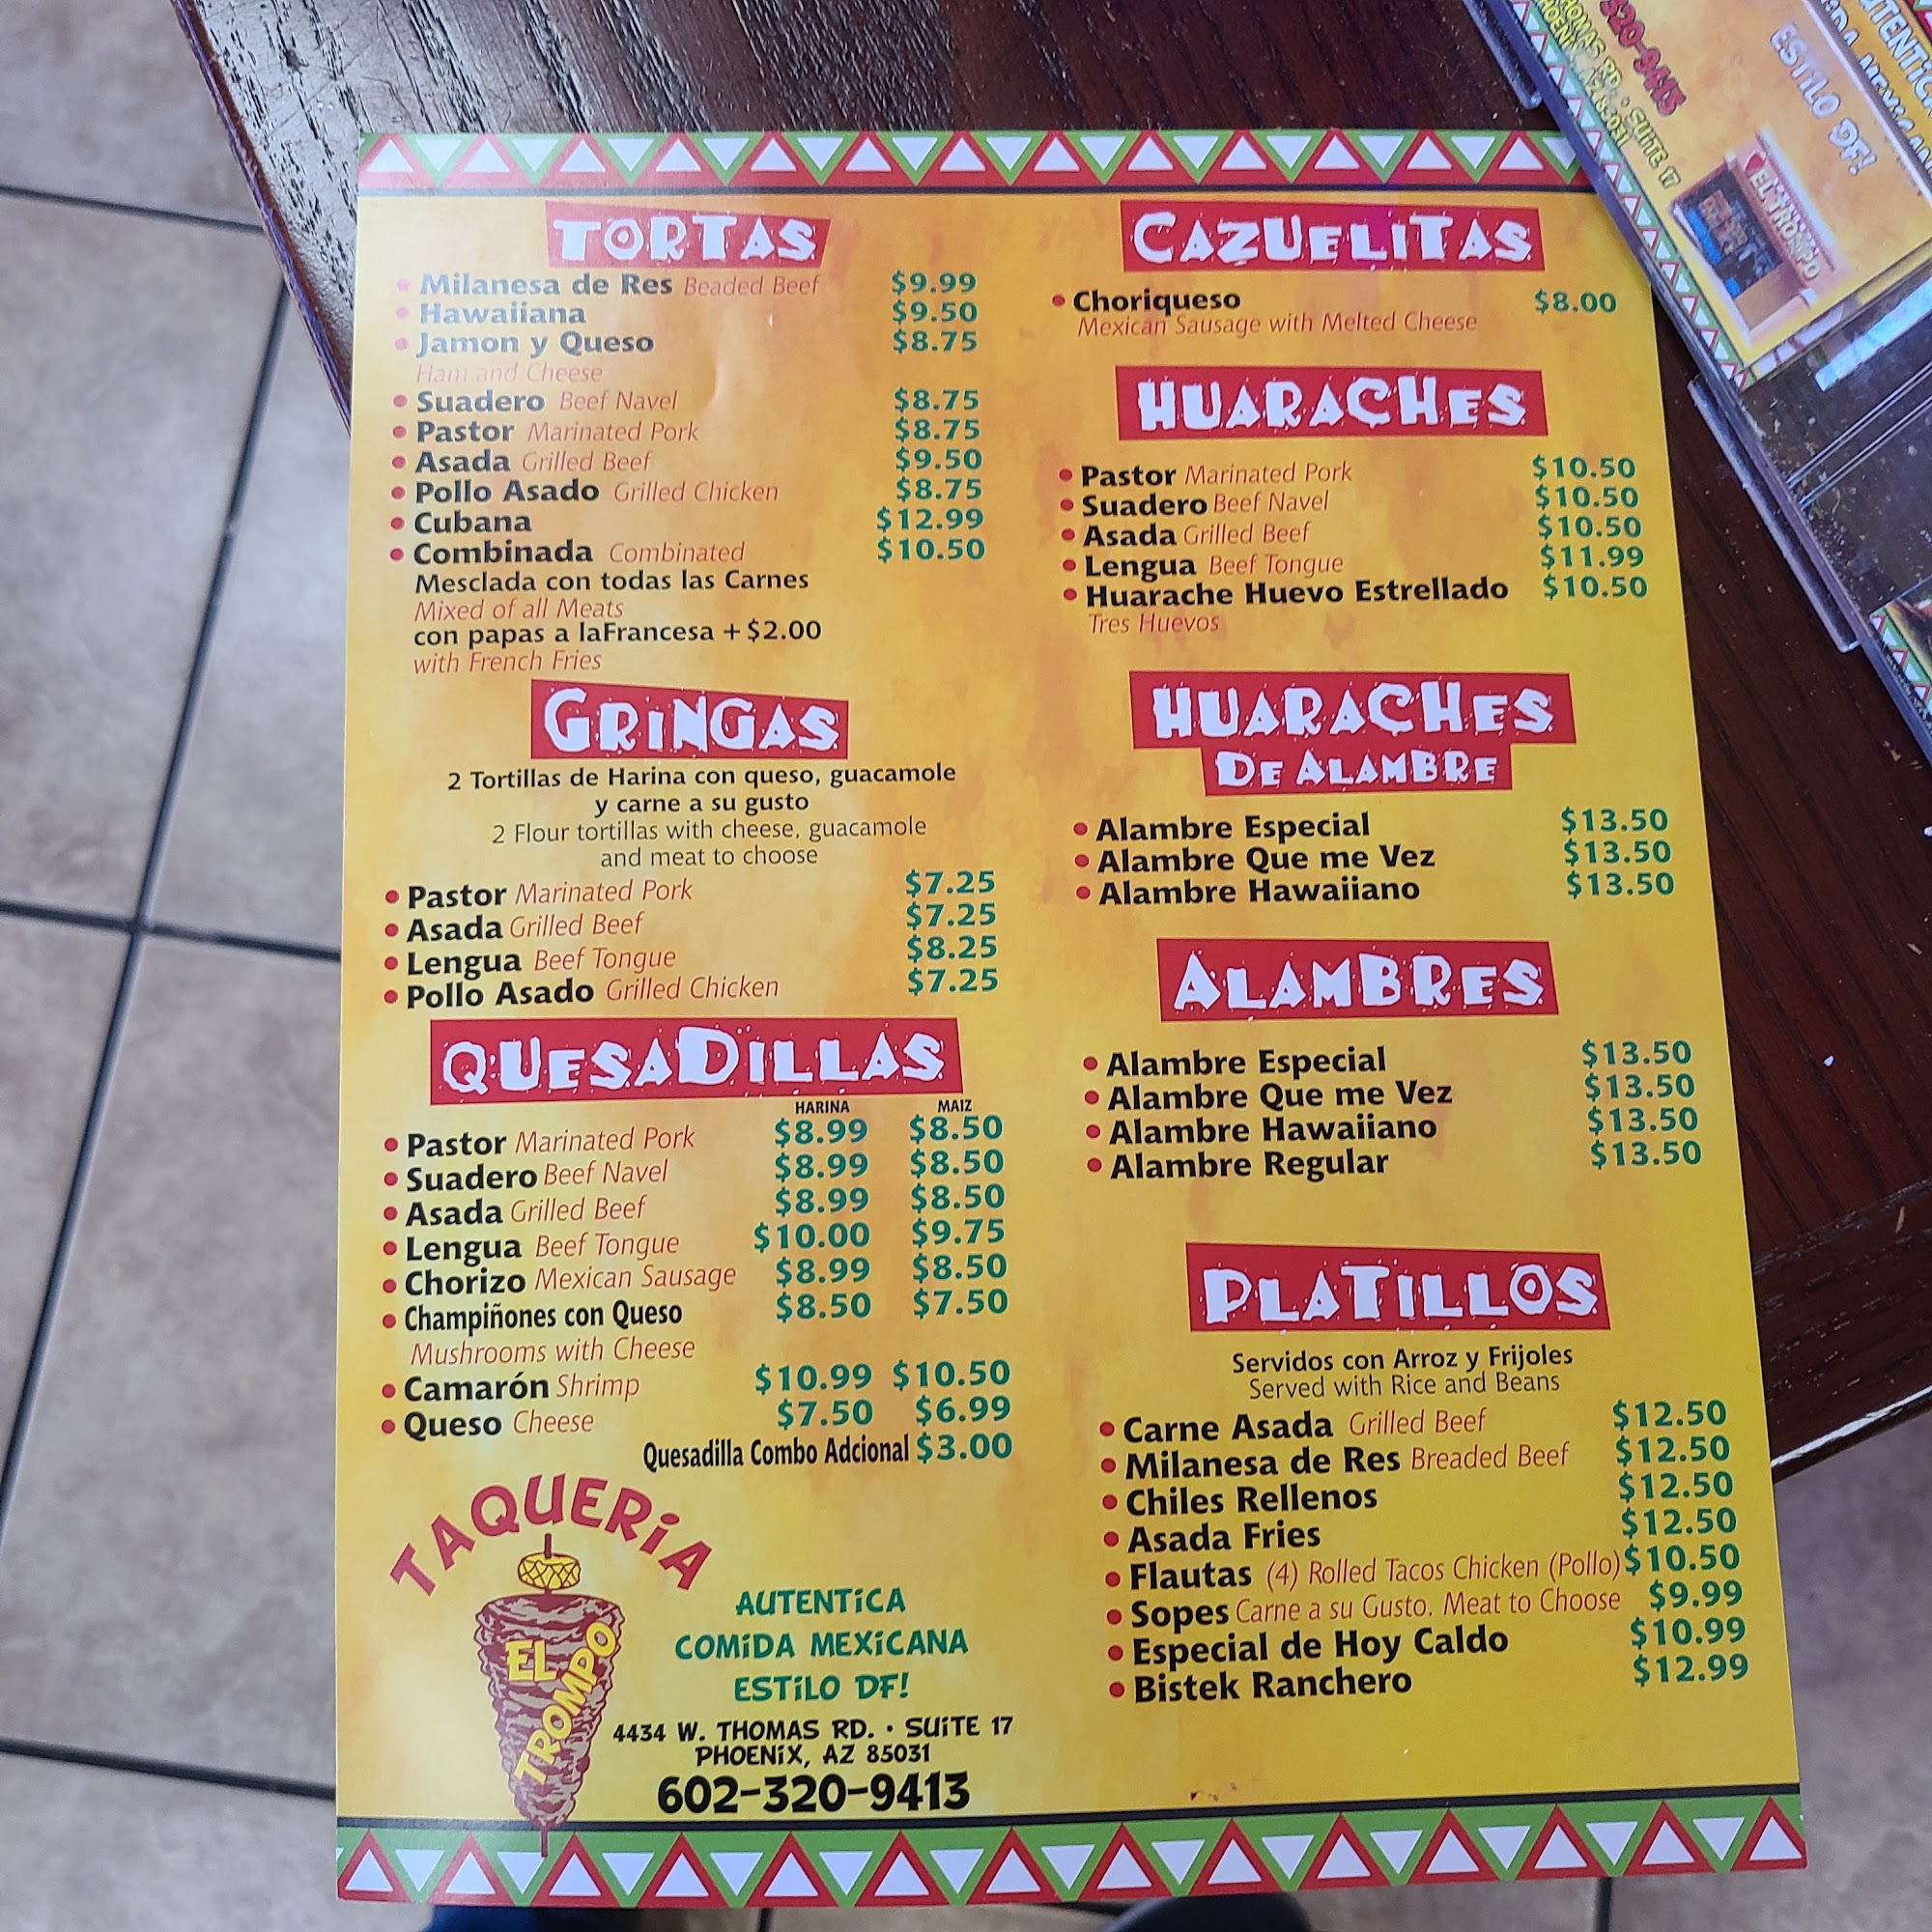 TORTAS
• Milanesa de Res Beaded Beef $9.99
• Hawaiiana $9.50
• Jamon y Queso $8.75
Ham and Cheese
• Suadero Beef Navel $8.75
• Pastor Marinated Pork $8.75
• Asada Grilled Beef $9.50
• Pollo Asado Grilled Chicken $8.75
• Cubana $12.99
• Combinada Combinated $10.50
Mesclada con todas las Carnes
Mixed of all Meats
con papas a laFrancesa +$2.00
with French Fries
GRINGAS
2 Tortillas de Harina con queso, guacamole
y carne a su gusto
2 Flour tortillas with cheese, guacamole
and meat to choose
• Pastor Marinated Pork $7.25
• Asada Grilled Beef $7.25
• Lengua Beef Tongue $8.25
• Pollo Asado Grilled Chicken $7.25
QUESADILLAS
HARINA MAIZ
• Pastor Marinated Pork $8.99 $8.50
• Suadero Beef Navel $8.99 $8.50
• Asada Grilled Beef $8.99 $8.50
• Lengua Beef Tongue $10.00 $9.75
• Chorizo Mexican Sausage $8.99 $8.50
• Champiñones con Queso $8.50 $7.50
Mushrooms with Cheese
• Camarón Shrimp $10.99 $10.50
• Queso Cheese $7.50 $6.99
Quesadilla Combo Adcional $3.00
TAQUERiA
EL
TROMPO
AUTENTiCA
COMiDA MEXiCANA
ESTiLO DF!
4434 W. THOMAS RD. • SUiTE 17
PHOENiX, AZ 85031
602-320-9413
CAZUELITAS
• Choriqueso $8.00
Mexican Sausage with Melted Cheese
HUARACHES
• Pastor Marinated Pork $10.50
• Suadero Beef Navel $10.50
• Asada Grilled Beef $10.50
• Lengua Beef Tongue $11.99
• Huarache Huevo Estrellado $10.50
Tres Huevos
HUARACHES
DE ALAMBRE
• Alambre Especial $13.50
• Alambre Que me Vez $13.50
• Alambre Hawaiiano $13.50
ALAMBRES
• Alambre Especial $13.50
• Alambre Que me Vez $13.50
• Alambre Hawaiiano $13.50
• Alambre Regular $13.50
PLATILLOS
Servidos con Arroz y Frijoles
Served with Rice and Beans
• Carne Asada Grilled Beef $12.50
• Milanesa de Res Breaded Beef $12.50
• Chiles Rellenos $12.50
• Asada Fries $12.50
• Flautas (4) Rolled Tacos Chicken (Pollo) $10.50
• Sopes Carne a su Gusto. Meat to Choose $9.99
• Especial de Hoy Caldo $10.99
• Bistek Ranchero $12.99
ESTiLO DF!
EL TROMPO
SUiTE 17